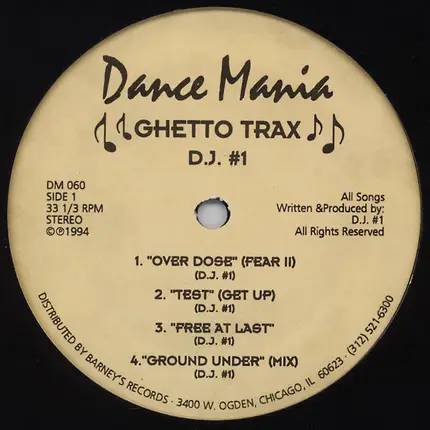 Dance Mania
GHETTO TRAX
D.J. #1
DM 060
SIDE 1
33 1/3 RPM
STEREO
©℗1994
All Songs
Written &Produced by:
D.J. #1
All Rights Reserved
1. "OVER DOSE" (FEAR II)
(D.J. #1)
2. "TEST" (GET UP)
(D.J. #1)
3. "FREE AT LAST"
(D.J. #1)
4."GROUND UNDER" (MIX)
(D.J. #1)
DISTRIBUTED BY BARNEY'S RECORDS · 3400 W. OGDEN, CHICAGO, IL 60623 · (312) 521-6300